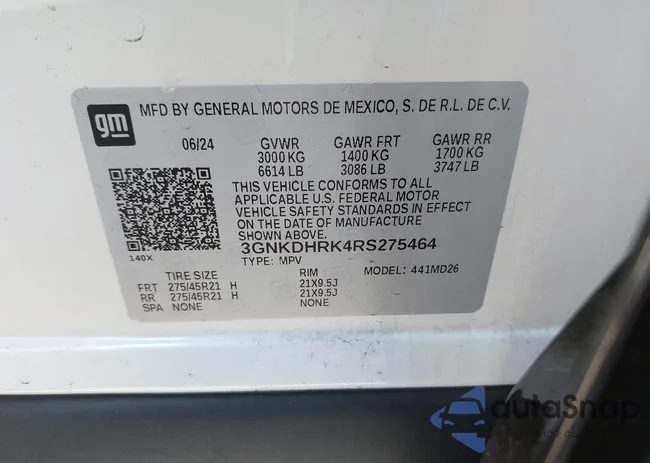 gm
MFD BY GENERAL MOTORS DE MEXICO, S. DE R.L. DE C.V.
06/24 GVWR GAWR FRT GAWR RR
3000 KG 1400 KG 1700 KG
6614 LB 3086 LB 3747 LB
THIS VEHICLE CONFORMS TO ALL
APPLICABLE U.S. FEDERAL MOTOR
VEHICLE SAFETY STANDARDS IN EFFECT
ON THE DATE OF MANUFACTURE
SHOWN ABOVE.
3GNKDHRK4RS275464
140X TYPE: MPV MODEL: 441MD26
TIRE SIZE RIM
FRT 275/45R21 H 21X9.5J
RR 275/45R21 H 21X9.5J
SPA NONE NONE
autoSnap